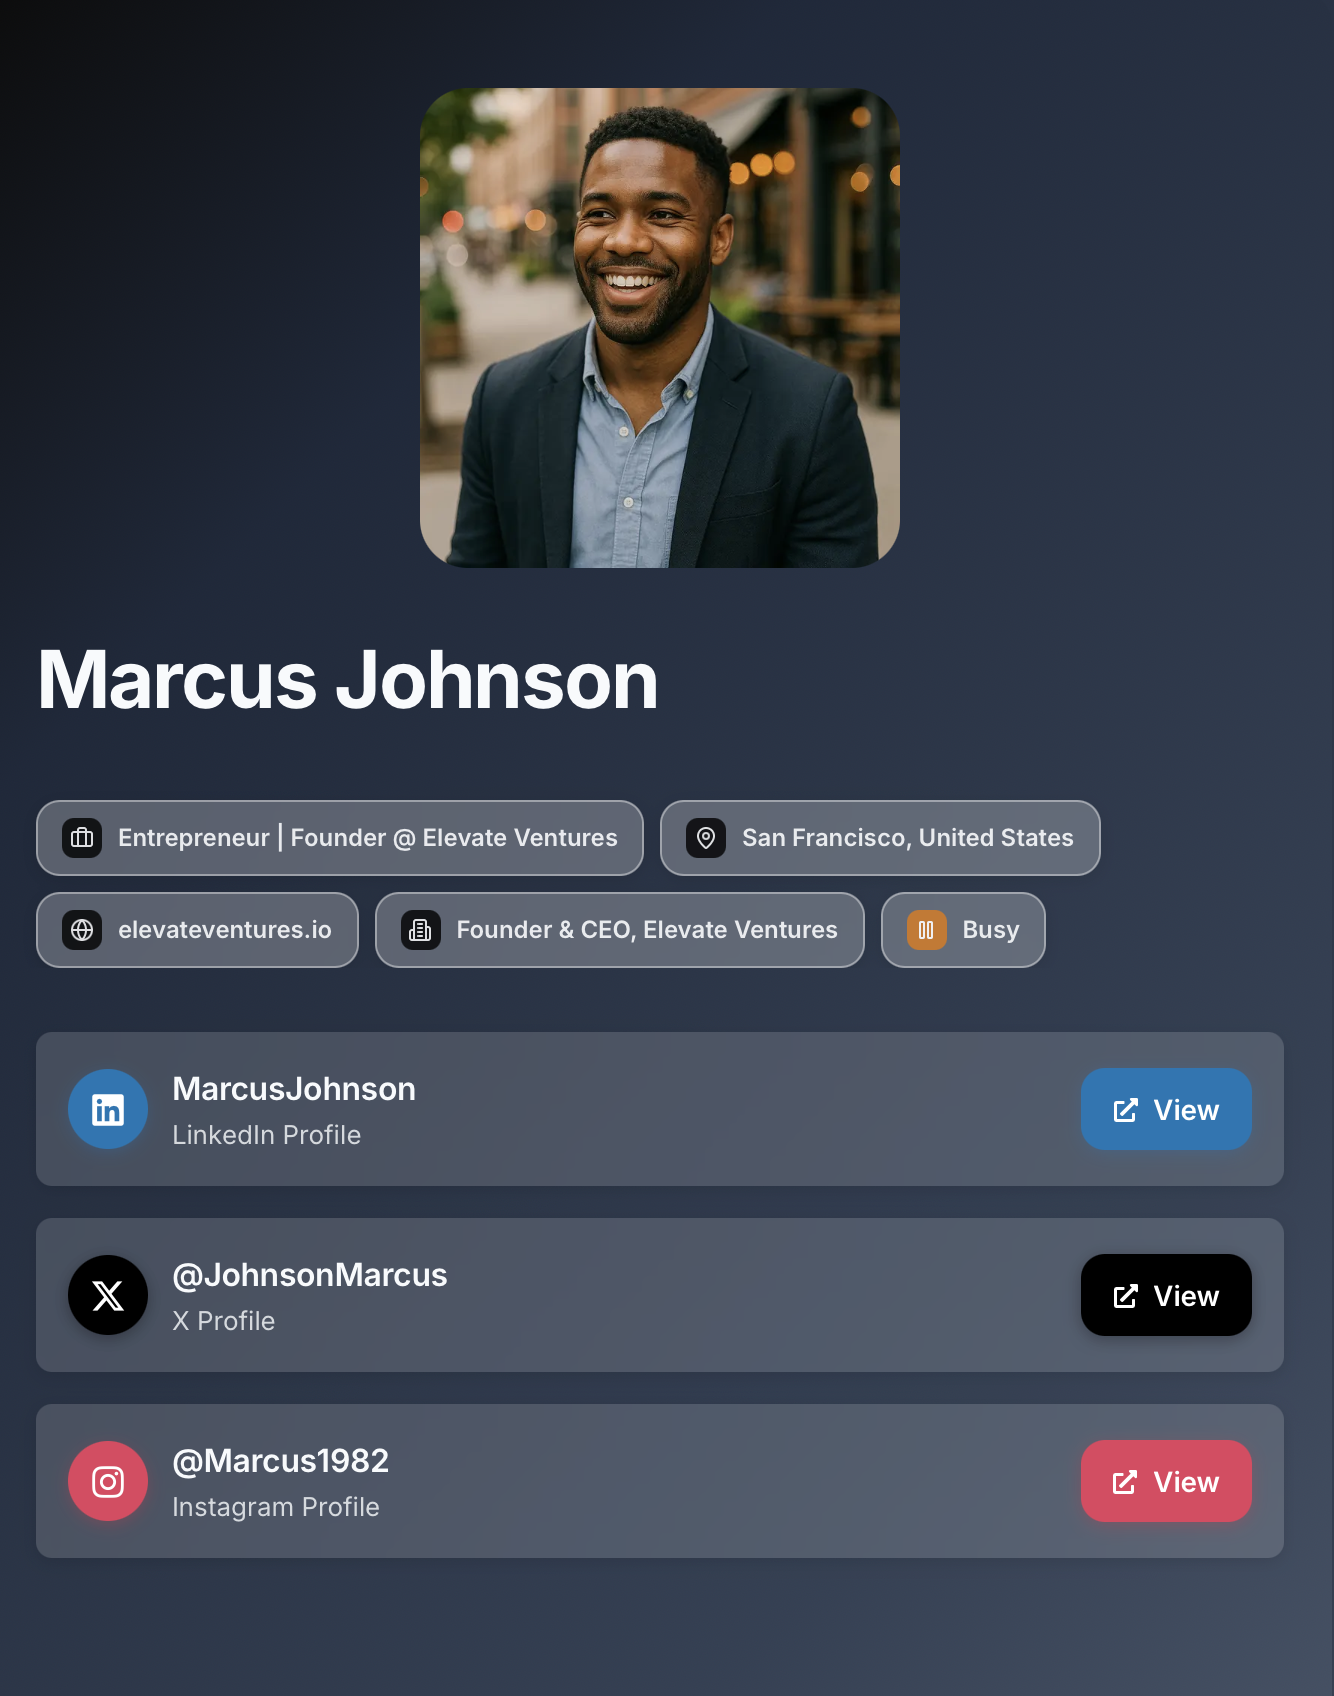 Marcus Johnson
Entrepreneur | Founder @ Elevate Ventures
San Francisco, United States
elevateventures.io
Founder & CEO, Elevate Ventures
Busy
in
MarcusJohnson
LinkedIn Profile
View
X
@JohnsonMarcus
X Profile
View
@Marcus1982
Instagram Profile
View